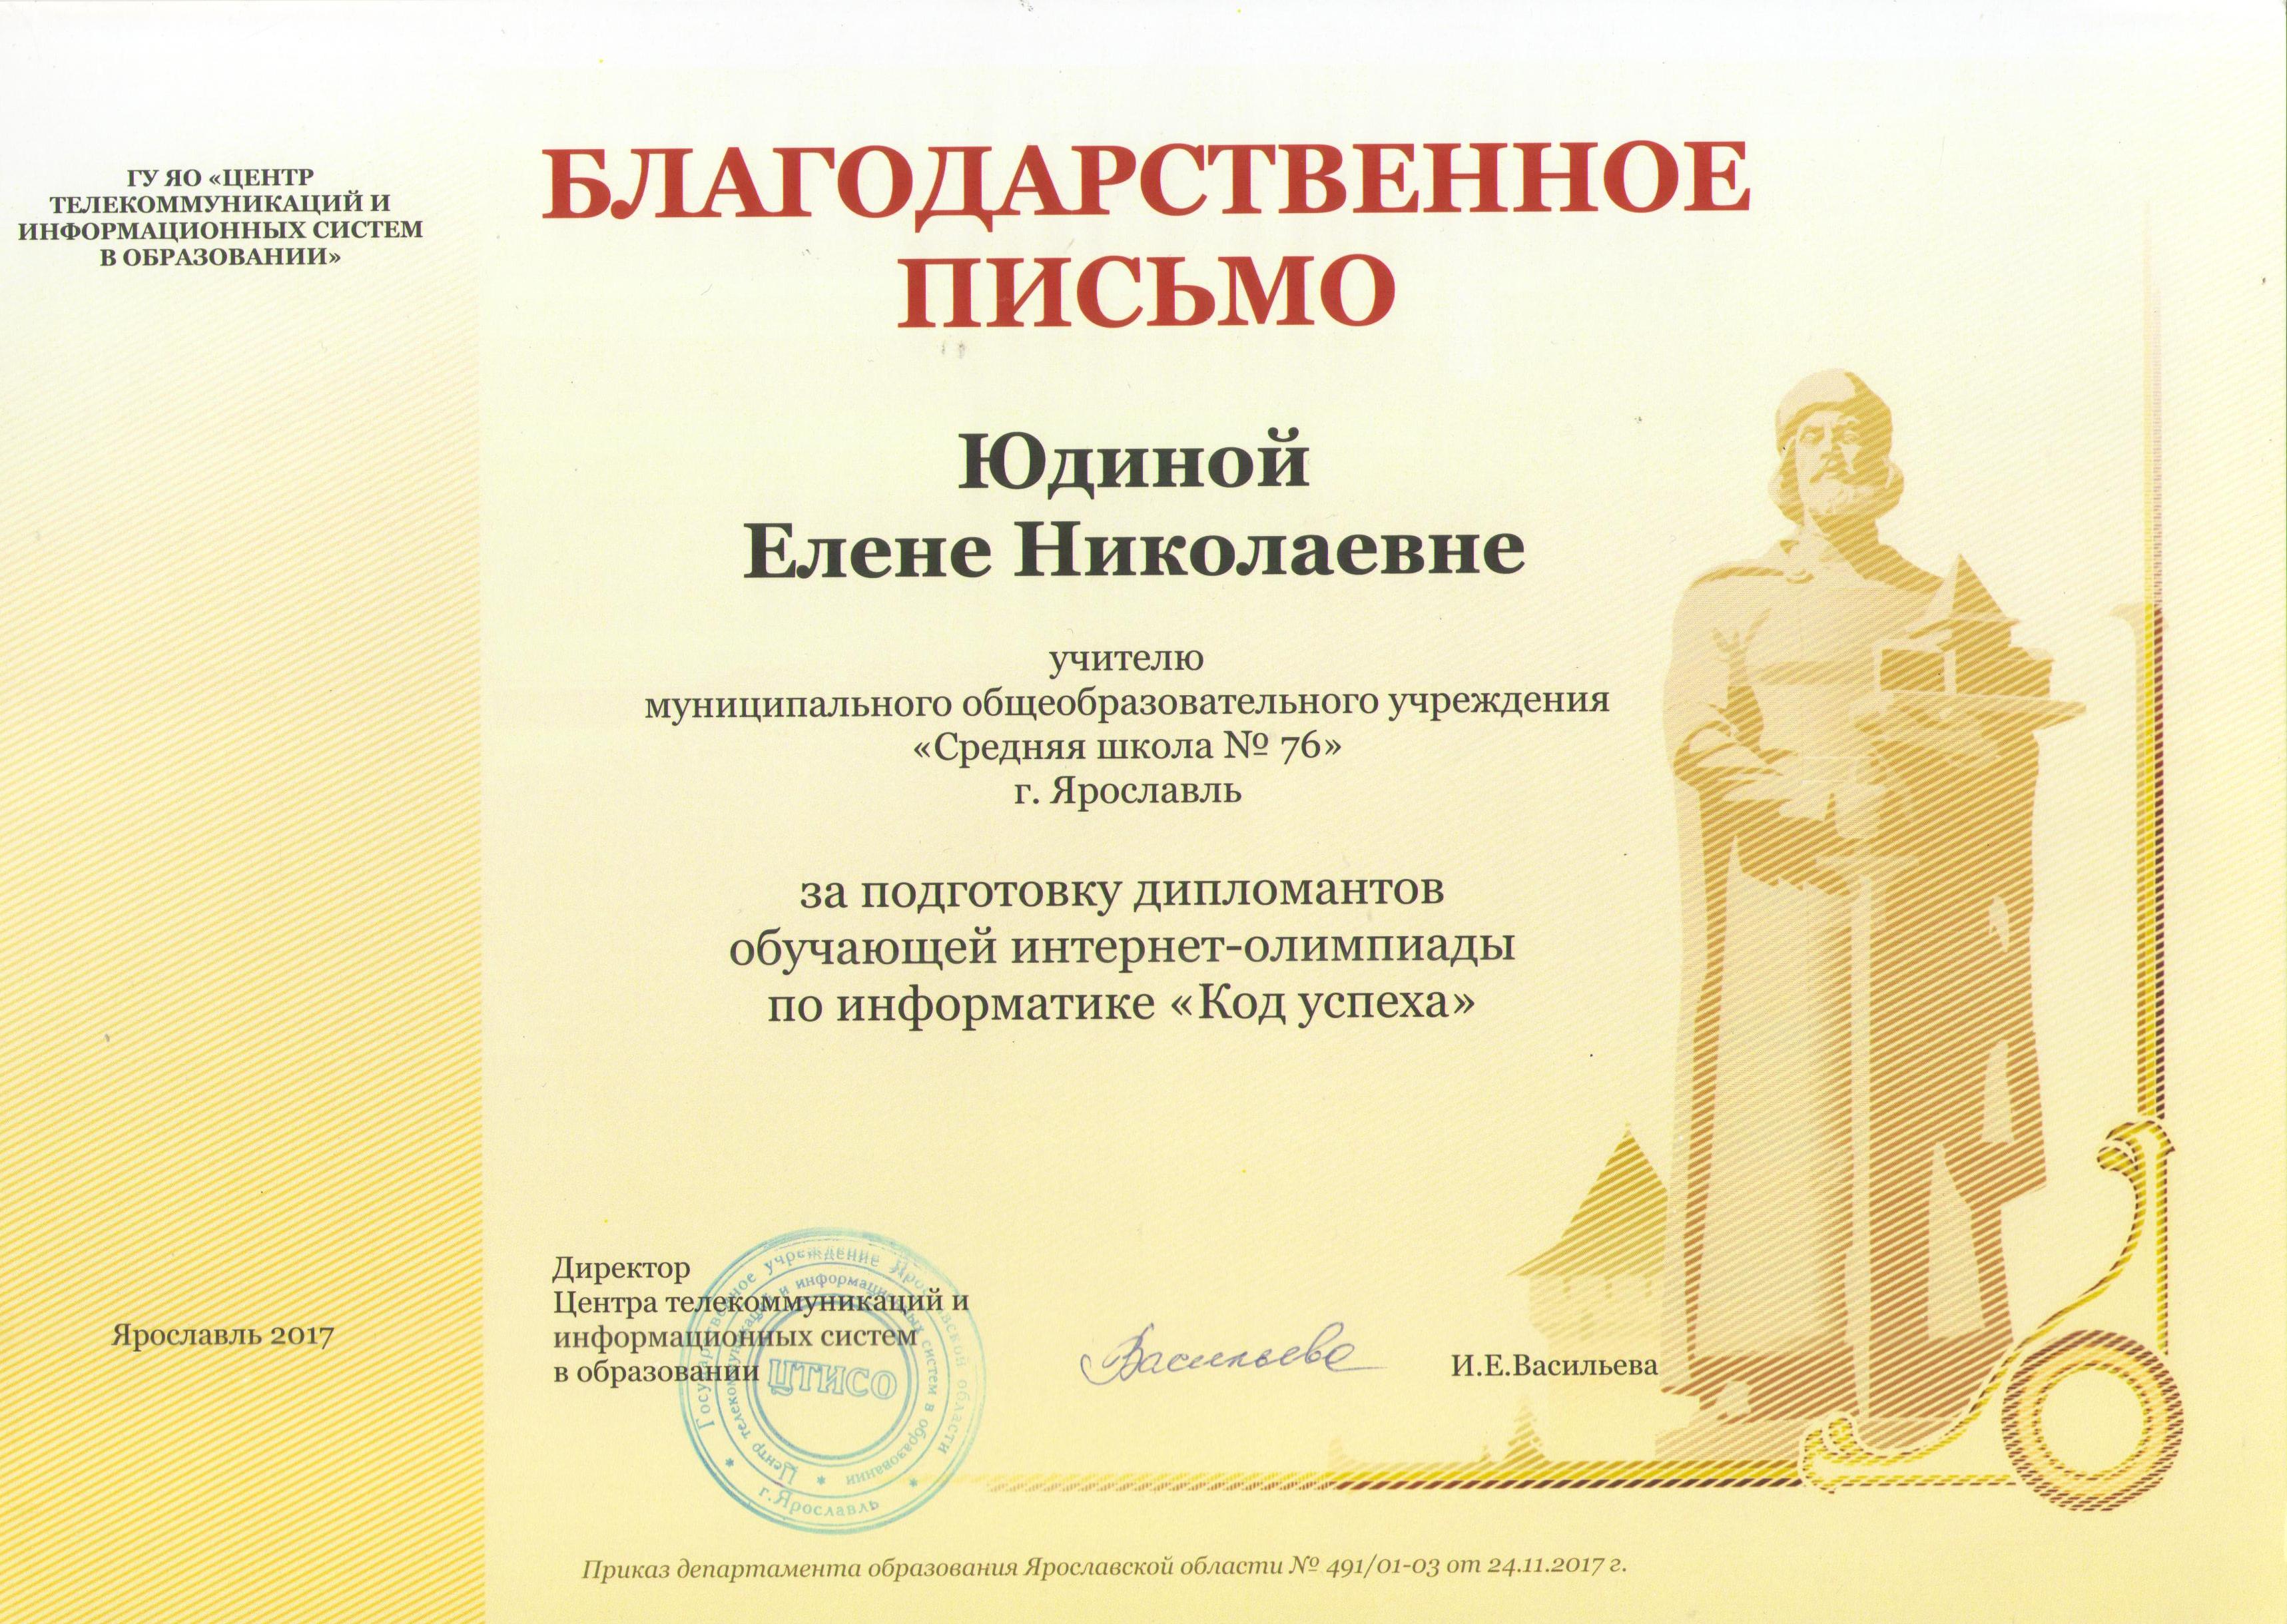 ГУ ЯО «ЦЕНТР
ТЕЛЕКОММУНИКАЦИЙ И
ИНФОРМАЦИОННЫХ СИСТЕМ
В ОБРАЗОВАНИИ»
БЛАГОДАРСТВЕННОЕ
ПИСЬМО
Юдиной
Елене Николаевне
учителю
муниципального общеобразовательного учреждения
«Средняя школа № 76»
г. Ярославль
за подготовку дипломантов
обучающей интернет-олимпиады
по информатике «Код успеха»
Директор
Центра телекоммуникаций и
информационных систем
в образовании
Государственное учреждение Ярославской области
Центр телекоммуникаций и информационных систем в образовании
ЦТИСО
г. Ярославль
Васильева
И.Е.Васильева
Ярославль 2017
Приказ департамента образования Ярославской области № 491/01-03 от 24.11.2017 г.